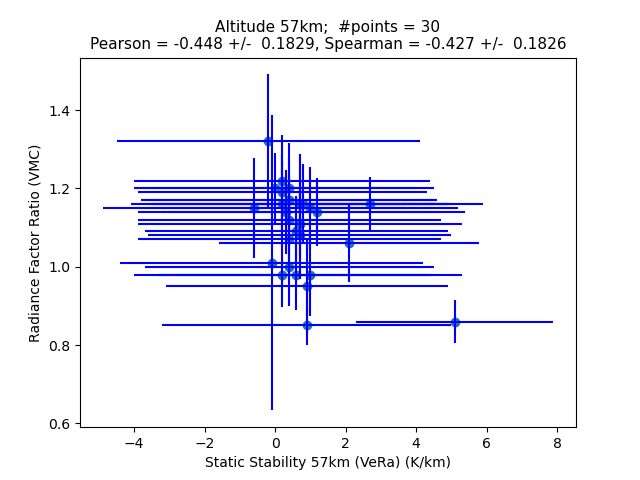 Altitude 57km;  #points = 30
Pearson = -0.448 +/-  0.1829, Spearman = -0.427 +/-  0.1826
Radiance Factor Ratio (VMC)
1.4
1.2
1.0
0.8
0.6
−4 −2 0 2 4 6 8
Static Stability 57km (VeRa) (K/km)